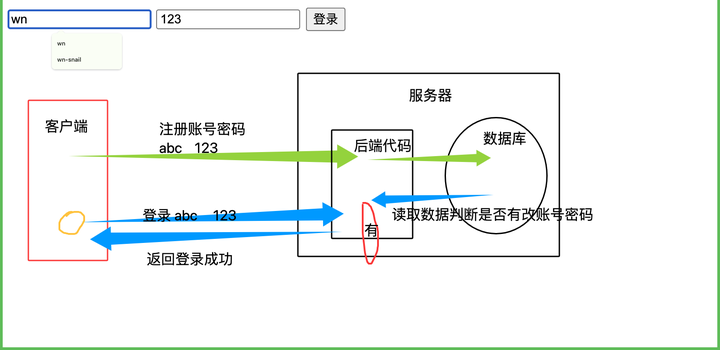 wn
123
登录
wn
wn-snail
服务器
客户端
注册账号密码
abc 123
后端代码
数据库
登录 abc 123
读取数据判断是否有改账号密码
有
返回登录成功